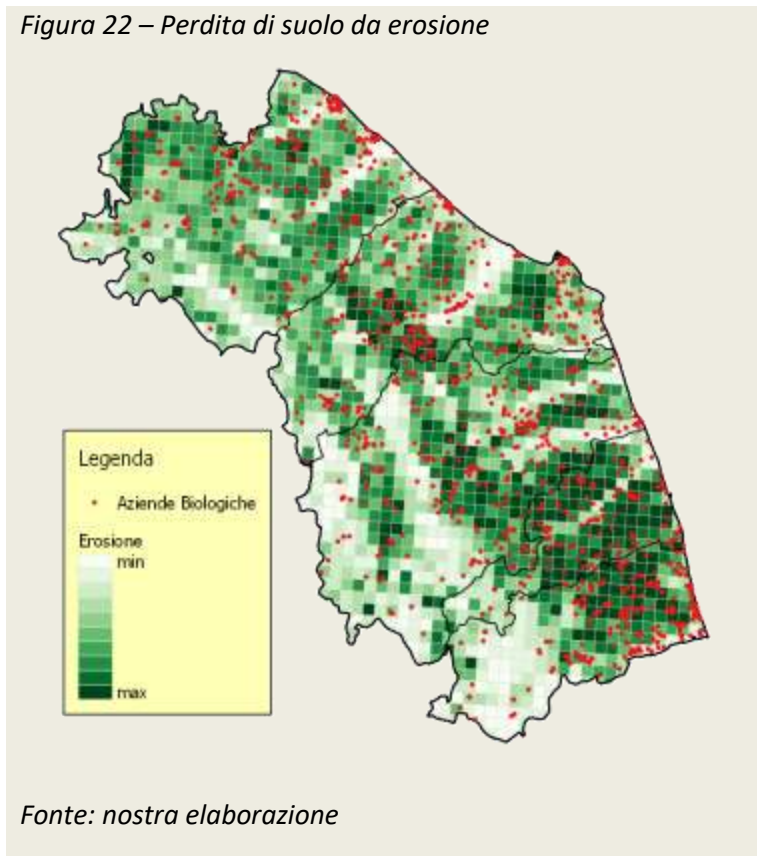 Figura 22 – Perdita di suolo da erosione
Legenda
Aziende Biologiche
Erosione
min
max
Fonte: nostra elaborazione